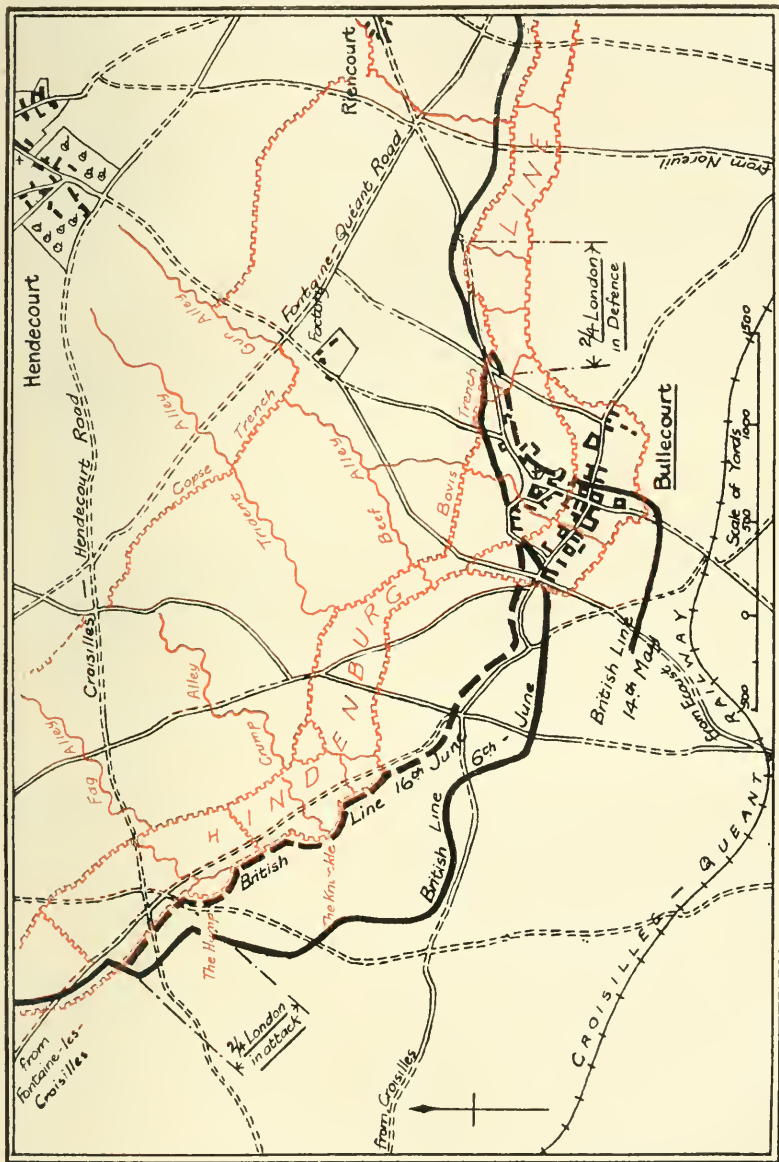 Hendecourt
Riencourt
Croisilles — Hendecourt Road
Fontaine - Quéant Road
Factory
Gun Alley
Copse Trench
Trident Alley
Beef Alley
Bovis Trench
Fag Alley
Crump Alley
HINDENBURG
LINE
from Noreuil
2/4 London
in Defence
Bullecourt
The Hump
The Knuckle
British Line 16th June
British Line 6th - June
British Line
14th May
from Ecoust
from
Fontaine-les-
Croisilles
2/4 London
in attack
from Croisilles
CROISILLES - QUEANT RAILWAY
500 0 500 1000 1500
Scale of Yards